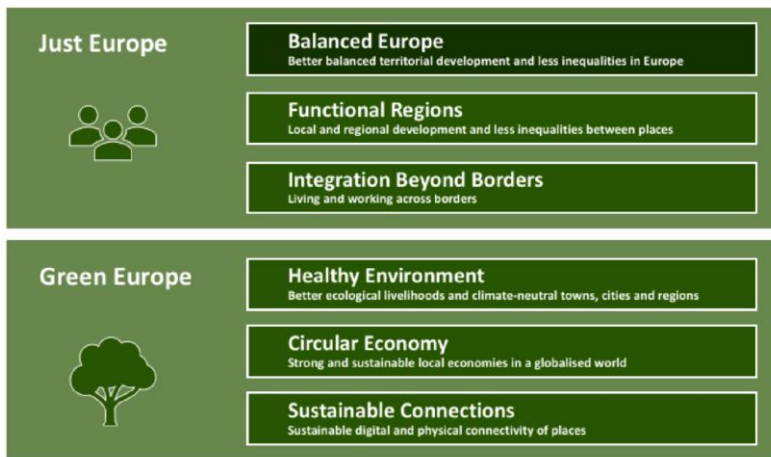 Just Europe
Balanced Europe
Better balanced territorial development and less inequalities in Europe
Functional Regions
Local and regional development and less inequalities between places
Integration Beyond Borders
Living and working across borders
Green Europe
Healthy Environment
Better ecological livelihoods and climate-neutral towns, cities and regions
Circular Economy
Strong and sustainable local economies in a globalised world
Sustainable Connections
Sustainable digital and physical connectivity of places